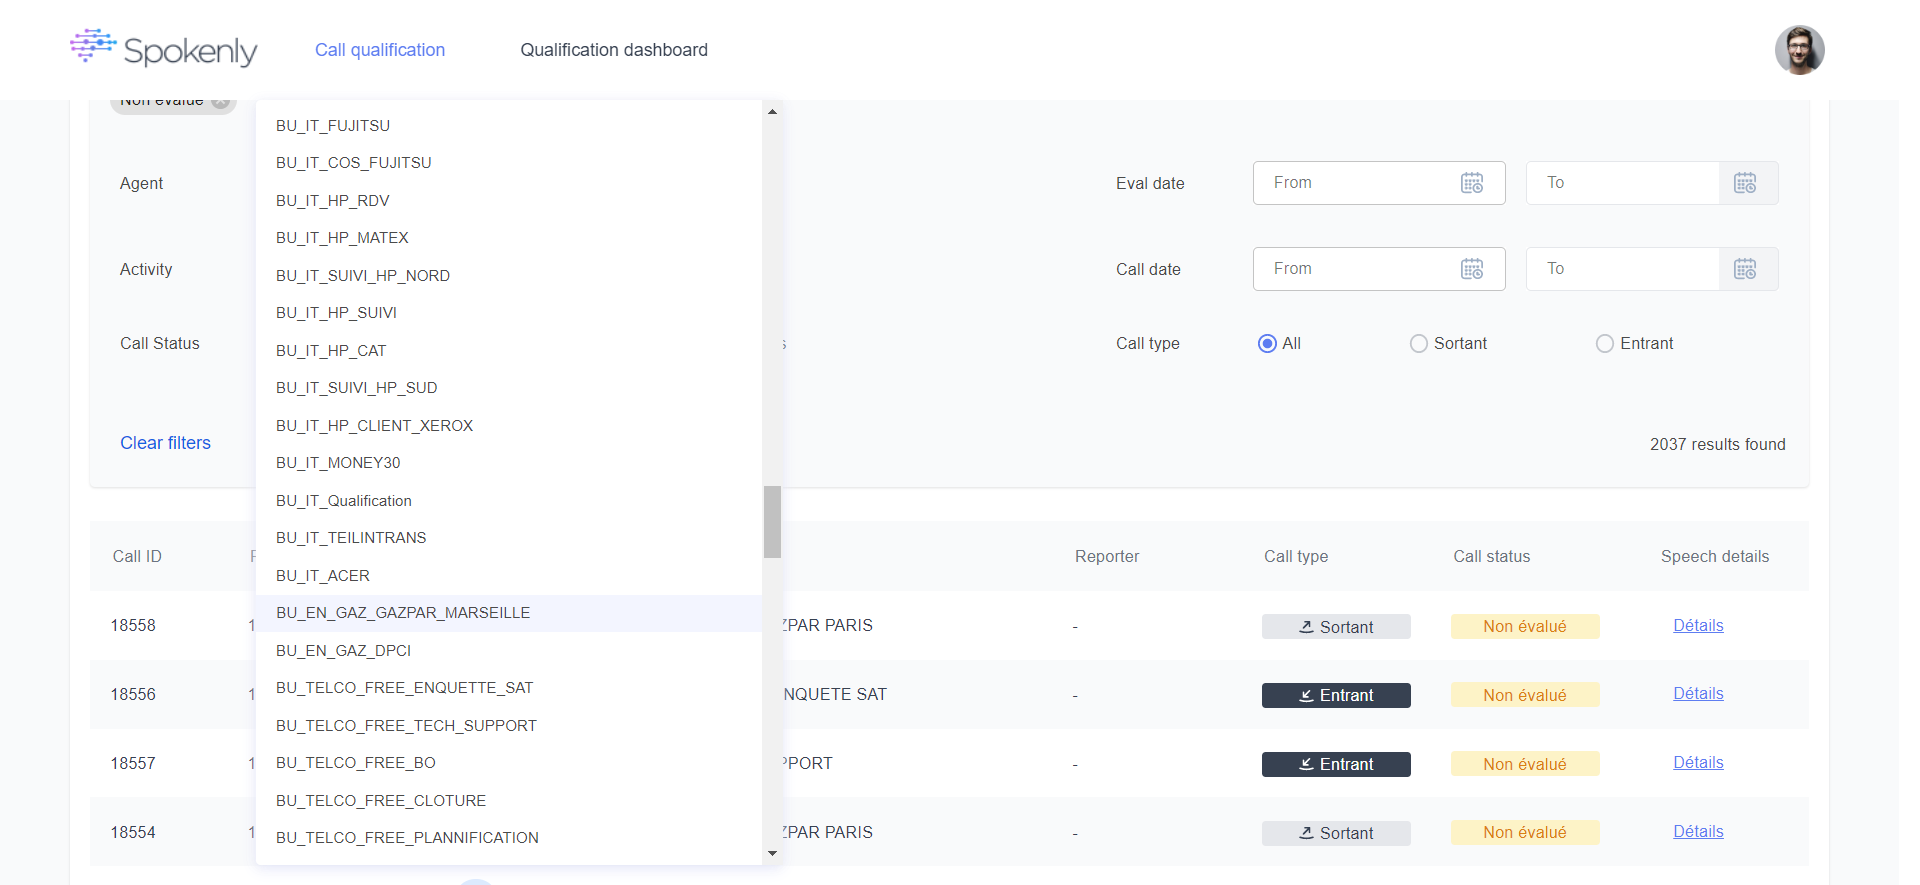 Spokenly
Call qualification
Qualification dashboard
Non évalué
BU_IT_FUJITSU
BU_IT_COS_FUJITSU
BU_IT_HP_RDV
BU_IT_HP_MATEX
BU_IT_SUIVI_HP_NORD
BU_IT_HP_SUIVI
BU_IT_HP_CAT
BU_IT_SUIVI_HP_SUD
BU_IT_HP_CLIENT_XEROX
BU_IT_MONEY30
BU_IT_Qualification
BU_IT_TEILINTRANS
BU_IT_ACER
BU_EN_GAZ_GAZPAR_MARSEILLE
BU_EN_GAZ_DPCI
BU_TELCO_FREE_ENQUETTE_SAT
BU_TELCO_FREE_TECH_SUPPORT
BU_TELCO_FREE_BO
BU_TELCO_FREE_CLOTURE
BU_TELCO_FREE_PLANNIFICATION
Agent
Eval date From To
Activity
Call date From To
Call Status
Call type All Sortant Entrant
Clear filters
2037 results found
Call ID Reporter Call type Call status Speech details
18558 ZPAR PARIS - Sortant Non évalué Détails
18556 NQUETE SAT - Entrant Non évalué Détails
18557 PPORT - Entrant Non évalué Détails
18554 ZPAR PARIS - Sortant Non évalué Détails